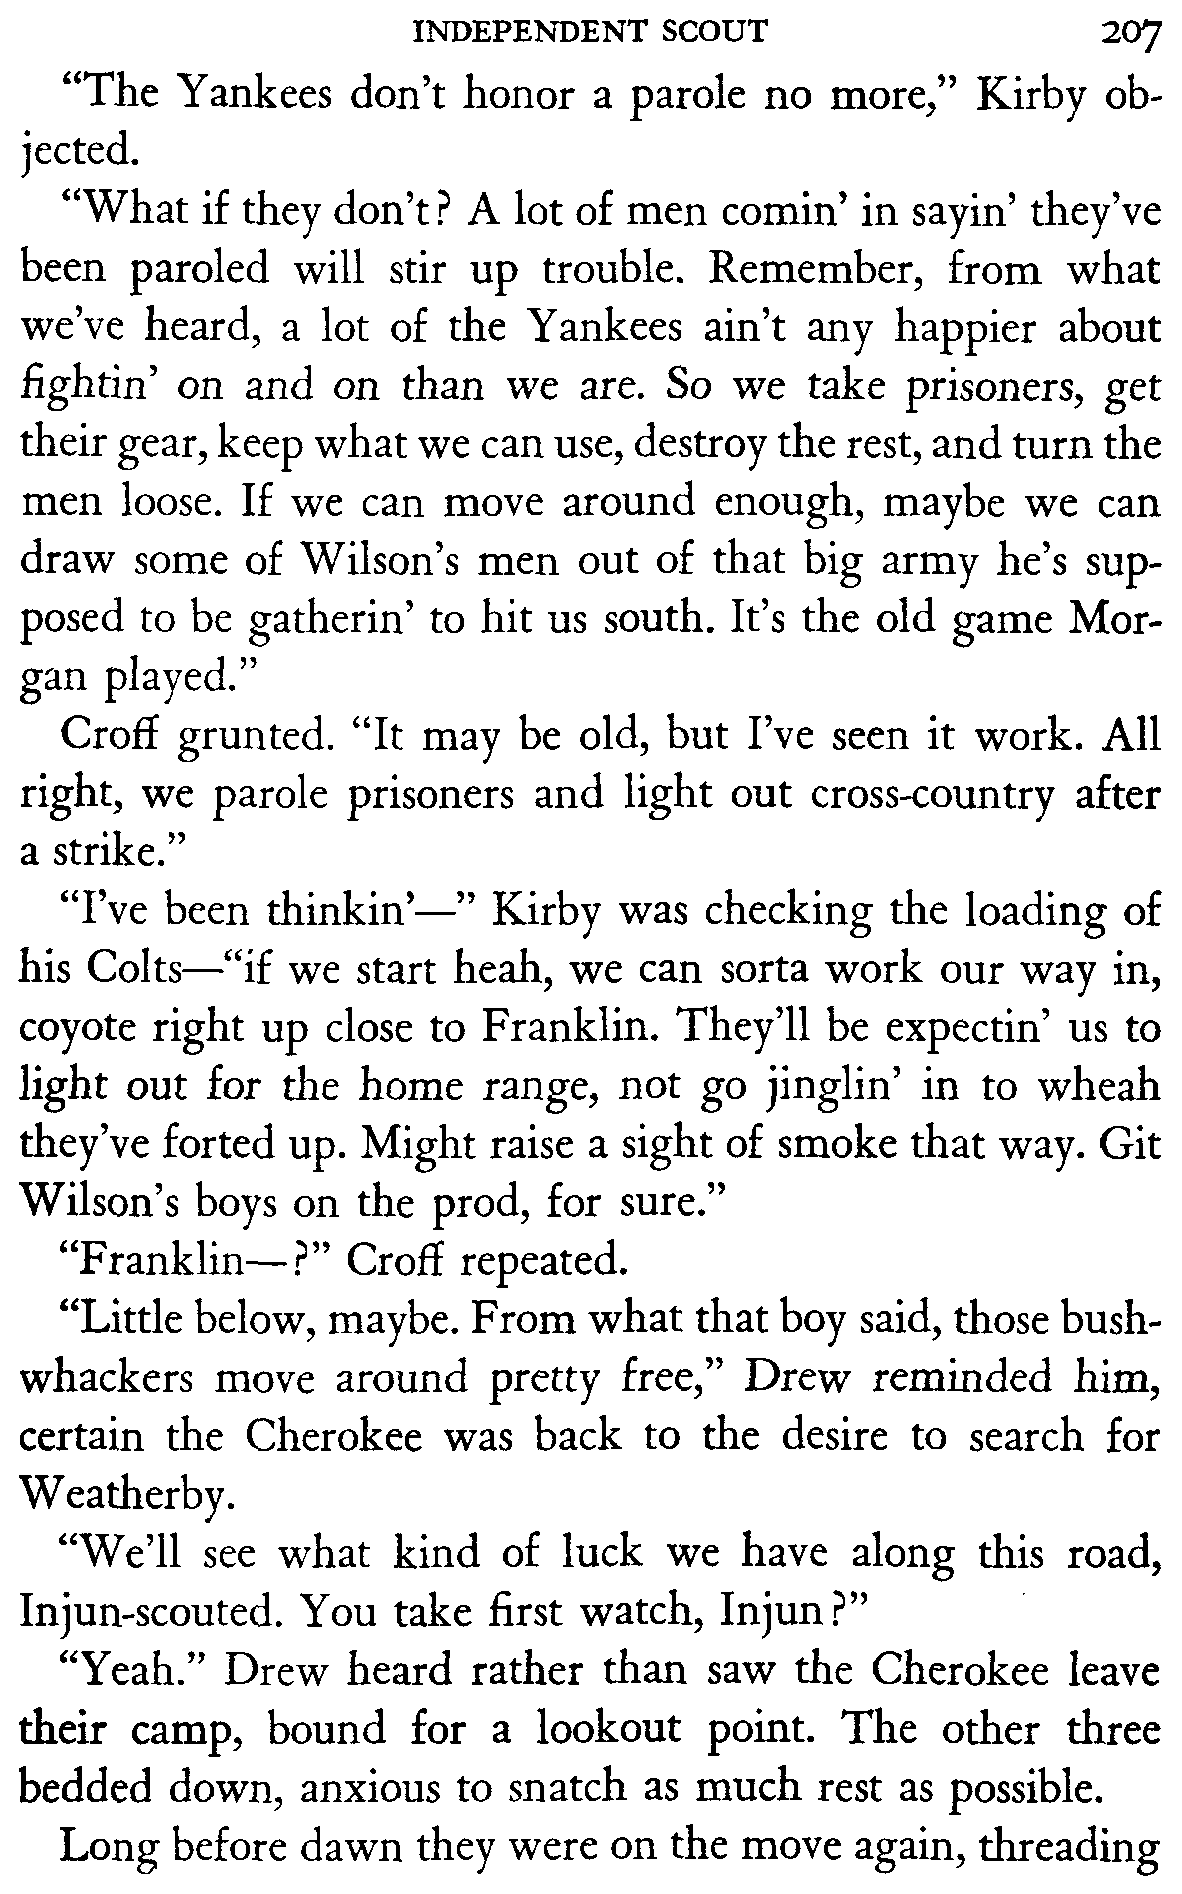 INDEPENDENT SCOUT 207
“The Yankees don’t honor a parole no more,” Kirby ob-
jected.
“What if they don’t? A lot of men comin’ in sayin’ they’ve
been paroled will stir up trouble. Remember, from what
we’ve heard, a lot of the Yankees ain’t any happier about
fightin’ on and on than we are. So we take prisoners, get
their gear, keep what we can use, destroy the rest, and turn the
men loose. If we can move around enough, maybe we can
draw some of Wilson’s men out of that big army he’s sup-
posed to be gatherin’ to hit us south. It’s the old game Mor-
gan played.”
Croff grunted. “It may be old, but I’ve seen it work. All
right, we parole prisoners and light out cross-country after
a strike.”
“I’ve been thinkin’—” Kirby was checking the loading of
his Colts—“if we start heah, we can sorta work our way in,
coyote right up close to Franklin. They’ll be expectin’ us to
light out for the home range, not go jinglin’ in to wheah
they’ve forted up. Might raise a sight of smoke that way. Git
Wilson’s boys on the prod, for sure.”
“Franklin—?” Croff repeated.
“Little below, maybe. From what that boy said, those bush-
whackers move around pretty free,” Drew reminded him,
certain the Cherokee was back to the desire to search for
Weatherby.
“We’ll see what kind of luck we have along this road,
Injun-scouted. You take first watch, Injun?”
“Yeah.” Drew heard rather than saw the Cherokee leave
their camp, bound for a lookout point. The other three
bedded down, anxious to snatch as much rest as possible.
Long before dawn they were on the move again, threading